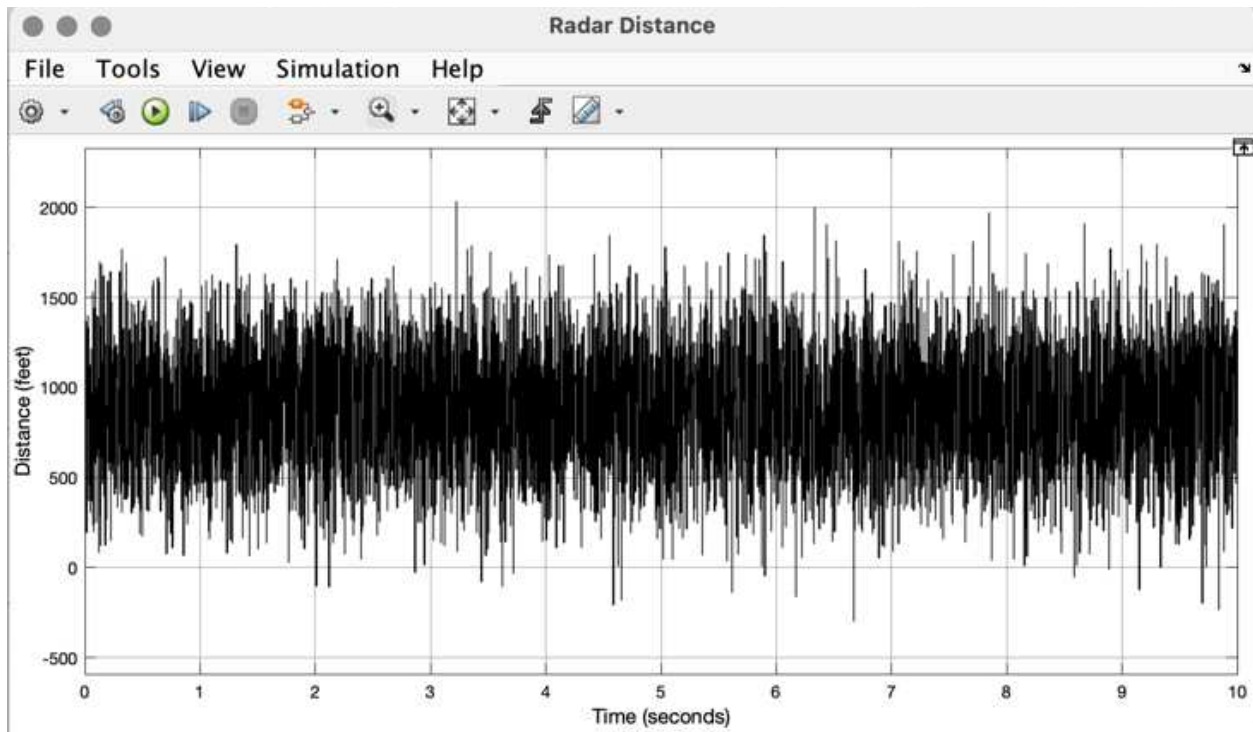 Radar Distance
File Tools View Simulation Help
2000
1500
1000
500
0
-500
Distance (feet)
0 1 2 3 4 5 6 7 8 9 10
Time (seconds)